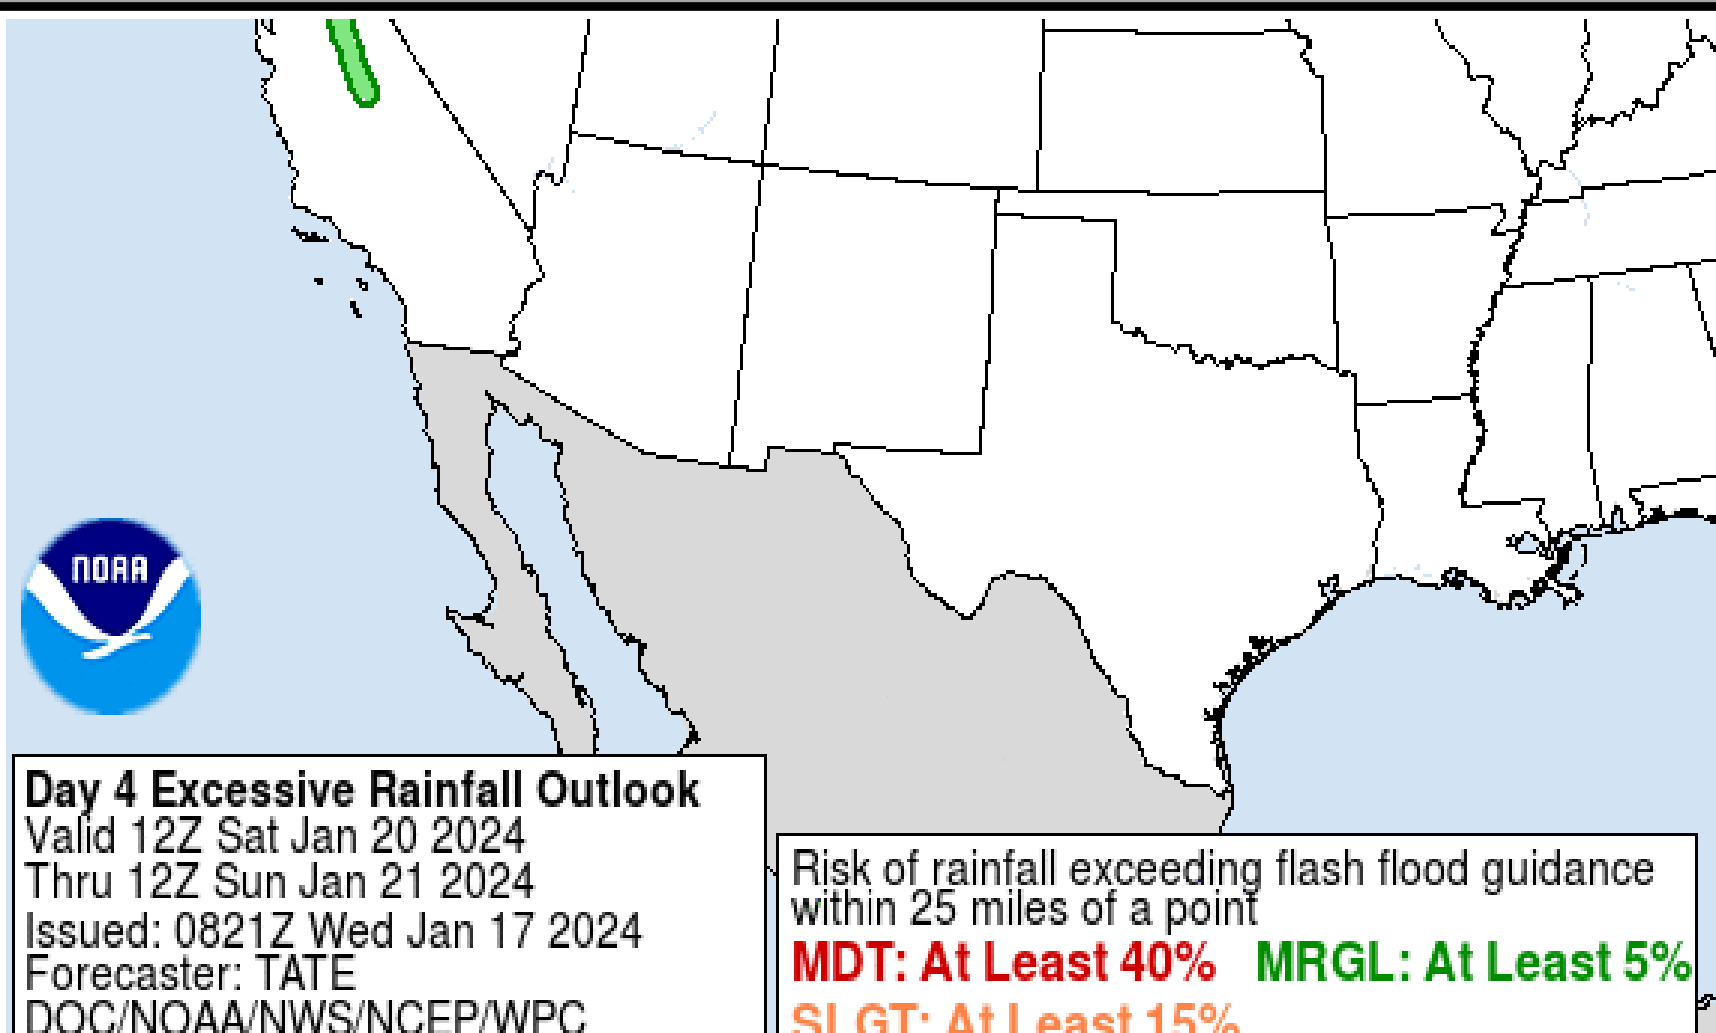 NOAA
Day 4 Excessive Rainfall Outlook
Valid 12Z Sat Jan 20 2024
Thru 12Z Sun Jan 21 2024
Issued: 0821Z Wed Jan 17 2024
Forecaster: TATE
DOC/NOAA/NWS/NCEP/WPC
Risk of rainfall exceeding flash flood guidance
within 25 miles of a point
MDT: At Least 40% MRGL: At Least 5%
SLGT: At Least 15%